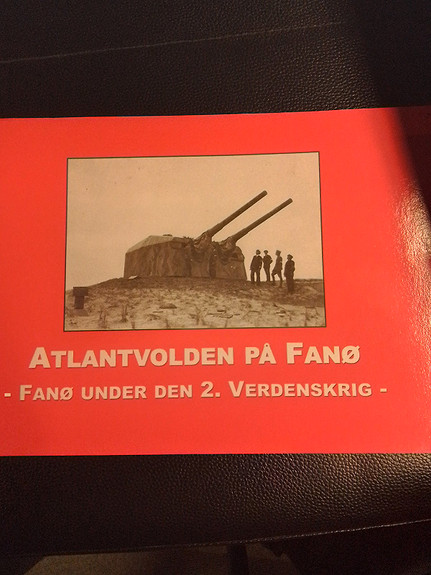 Atlantvolden på Fanø
- Fanø under den 2. Verdenskrig -